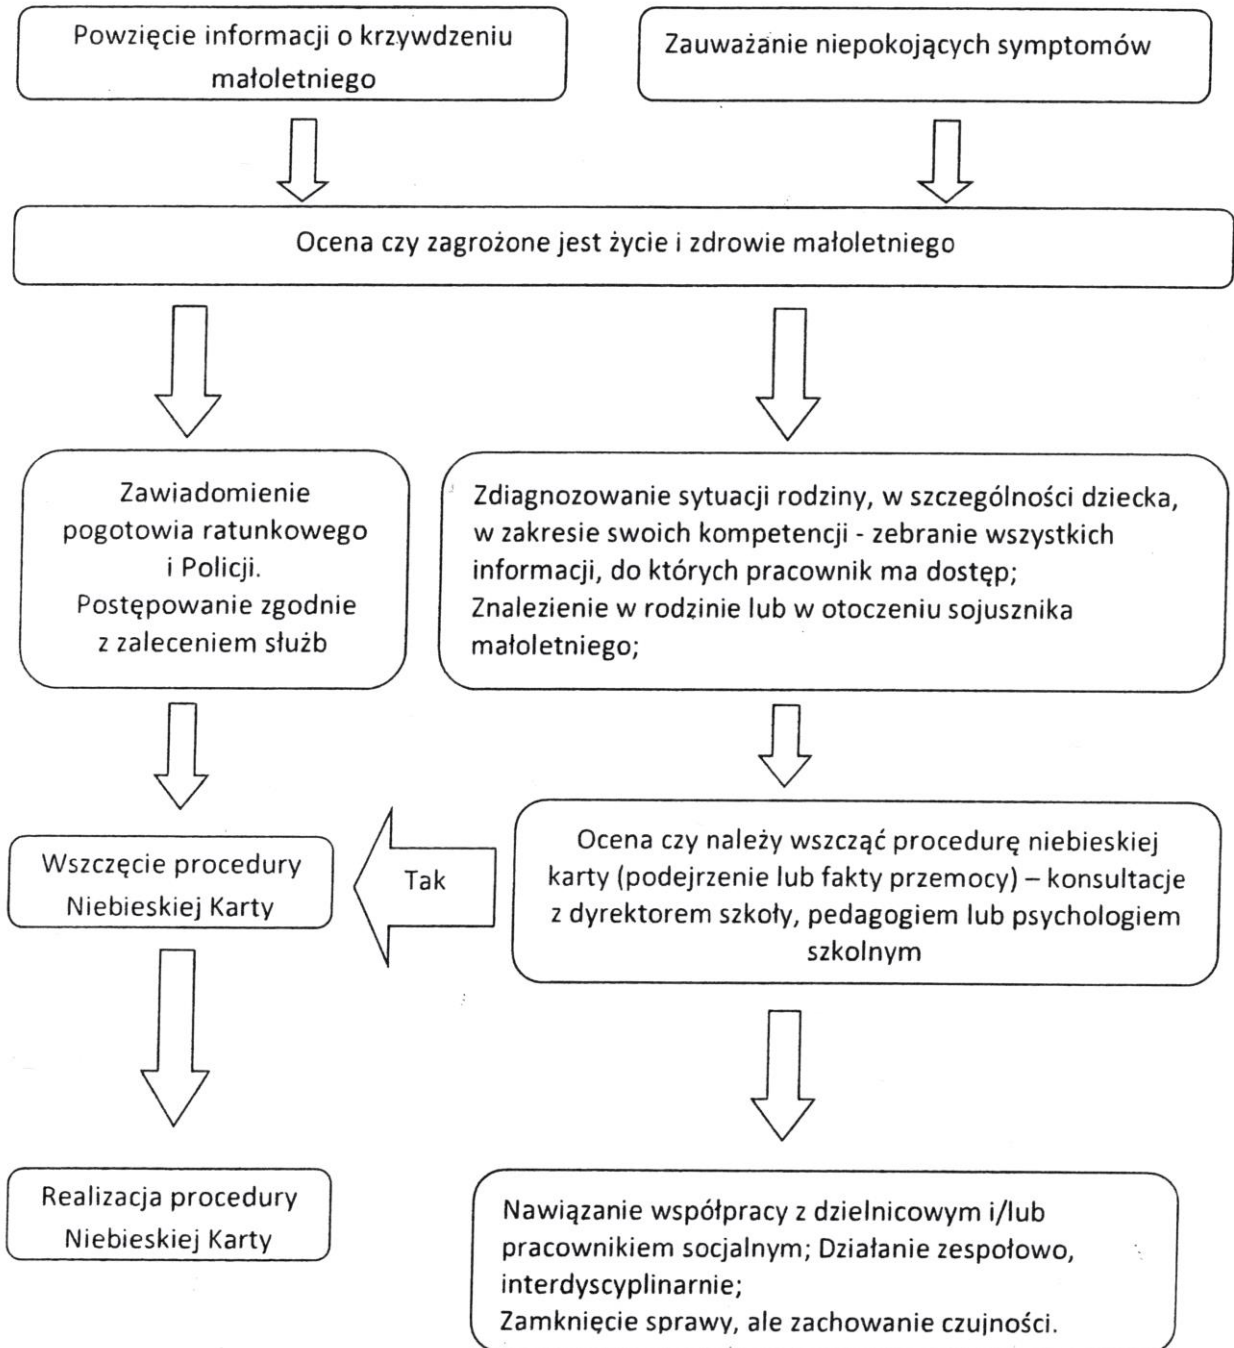 Powzięcie informacji o krzywdzeniu
małoletniego
Zauważanie niepokojących symptomów
Ocena czy zagrożone jest życie i zdrowie małoletniego
Zawiadomienie
pogotowia ratunkowego
i Policji.
Postępowanie zgodnie
z zaleceniem służb
Zdiagnozowanie sytuacji rodziny, w szczególności dziecka,
w zakresie swoich kompetencji - zebranie wszystkich
informacji, do których pracownik ma dostęp;
Znalezienie w rodzinie lub w otoczeniu sojusznika
małoletniego;
Wszczęcie procedury
Niebieskiej Karty
Tak
Ocena czy należy wszcząć procedurę niebieskiej
karty (podejrzenie lub fakty przemocy) – konsultacje
z dyrektorem szkoły, pedagogiem lub psychologiem
szkolnym
Realizacja procedury
Niebieskiej Karty
Nawiązanie współpracy z dzielnicowym i/lub
pracownikiem socjalnym; Działanie zespołowo,
interdyscyplinarnie;
Zamknięcie sprawy, ale zachowanie czujności.